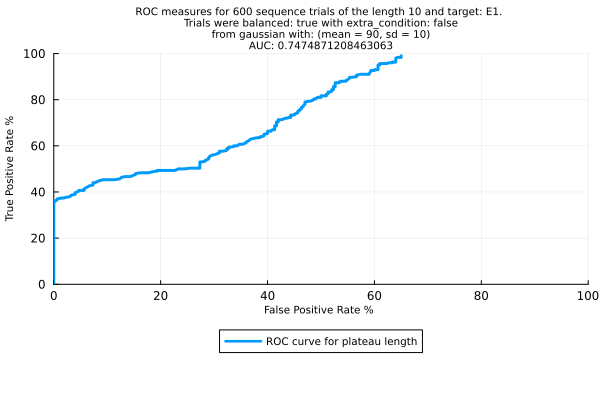 ROC measures for 600 sequence trials of the length 10 and target: E1.
Trials were balanced: true with extra_condition: false
from gaussian with: (mean = 90, sd = 10)
AUC: 0.7474871208463063
100
80
60
40
20
0
True Positive Rate %
0 20 40 60 80 100
False Positive Rate %
ROC curve for plateau length